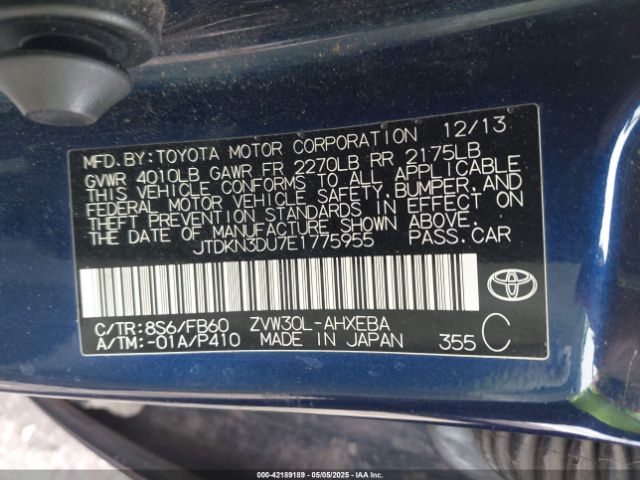 MFD. BY: TOYOTA MOTOR CORPORATION 12/13
GVWR 4010LB GAWR FR 2270LB RR 2175LB
THIS VEHICLE CONFORMS TO ALL APPLICABLE
FEDERAL MOTOR VEHICLE SAFETY, BUMPER, AND
THEFT PREVENTION STANDARDS IN EFFECT ON
THE DATE OF MANUFACTURE SHOWN ABOVE.
JTDKN3DU7E1775955 PASS. CAR
C/TR: 8S6/FB60 ZVW30L-AHXEBA
A/TM: -01A/P410 MADE IN JAPAN 355 C
TOYOTA
000-42189189 - 05/05/2025 - IAA Inc.